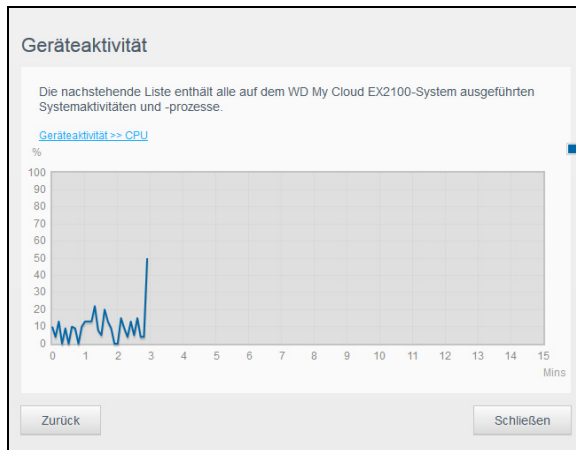 Geräteaktivität
Die nachstehende Liste enthält alle auf dem WD My Cloud EX2100-System ausgeführten
Systemaktivitäten und -prozesse.
Geräteaktivität >> CPU
%
100
90
80
70
60
50
40
30
20
10
0
0 1 2 3 4 5 6 7 8 9 10 11 12 13 14 15
Mins
Zurück Schließen